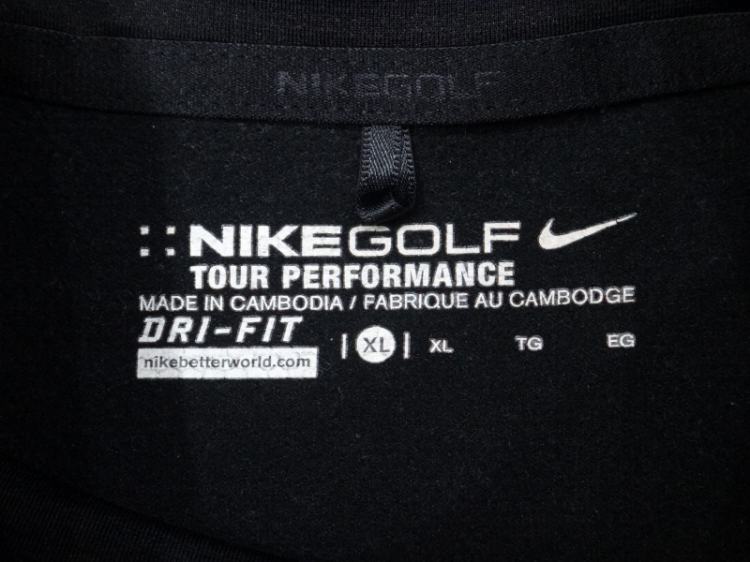 NIKEGOLF
NIKEGOLF
TOUR PERFORMANCE
MADE IN CAMBODIA / FABRIQUE AU CAMBODGE
DRI-FIT
|XL| XL TG EG
nikebetterworld.com